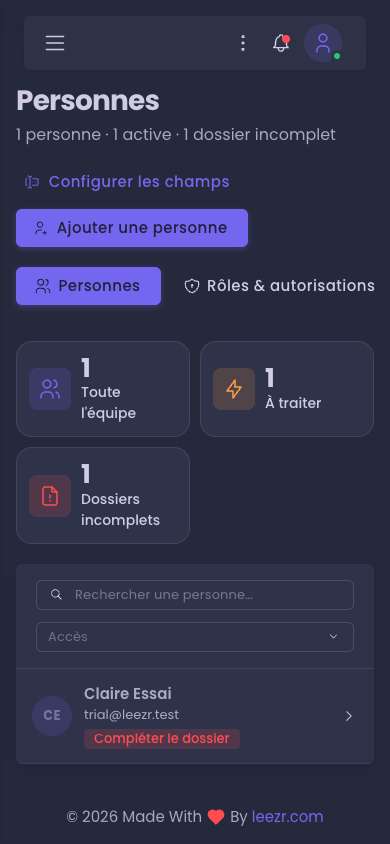 Personnes
1 personne · 1 active · 1 dossier incomplet
Configurer les champs
Ajouter une personne
Personnes
Rôles & autorisations
1
Toute
l'équipe
1
À traiter
1
Dossiers
incomplets
Rechercher une personne...
Accès
CE
Claire Essai
trial@leezr.test
Compléter le dossier
© 2026 Made With ❤ By leezr.com